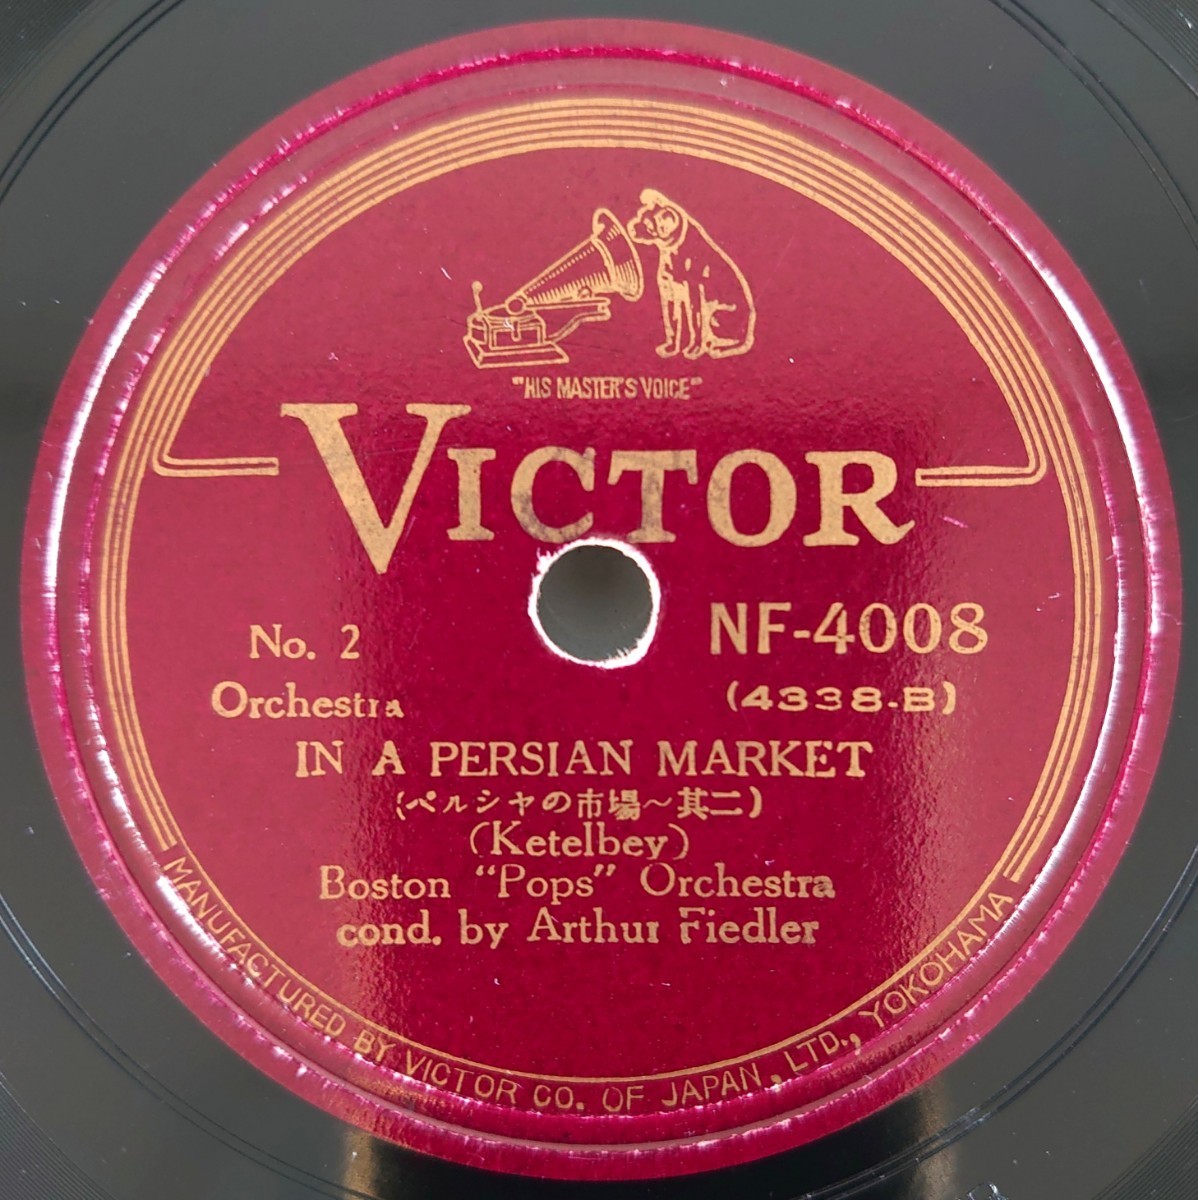 "HIS MASTER'S VOICE"
VICTOR
No. 2
NF-4008
Orchestra
(4338-B)
IN A PERSIAN MARKET
(ペルシャの市場～其二)
(Ketelbey)
Boston "Pops" Orchestra
cond. by Arthur Fiedler
MANUFACTURED BY VICTOR CO. OF JAPAN, LTD., YOKOHAMA